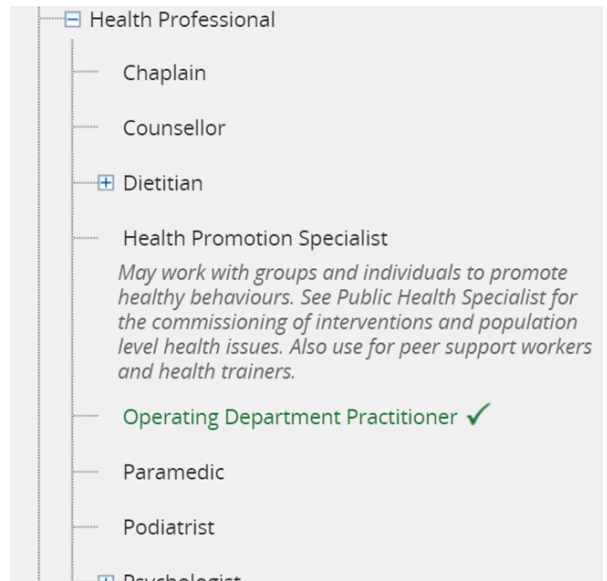 Health Professional
Chaplain
Counsellor
Dietitian
Health Promotion Specialist
May work with groups and individuals to promote
healthy behaviours. See Public Health Specialist for
the commissioning of interventions and population
level health issues. Also use for peer support workers
and health trainers.
Operating Department Practitioner ✓
Paramedic
Podiatrist
Psychologist